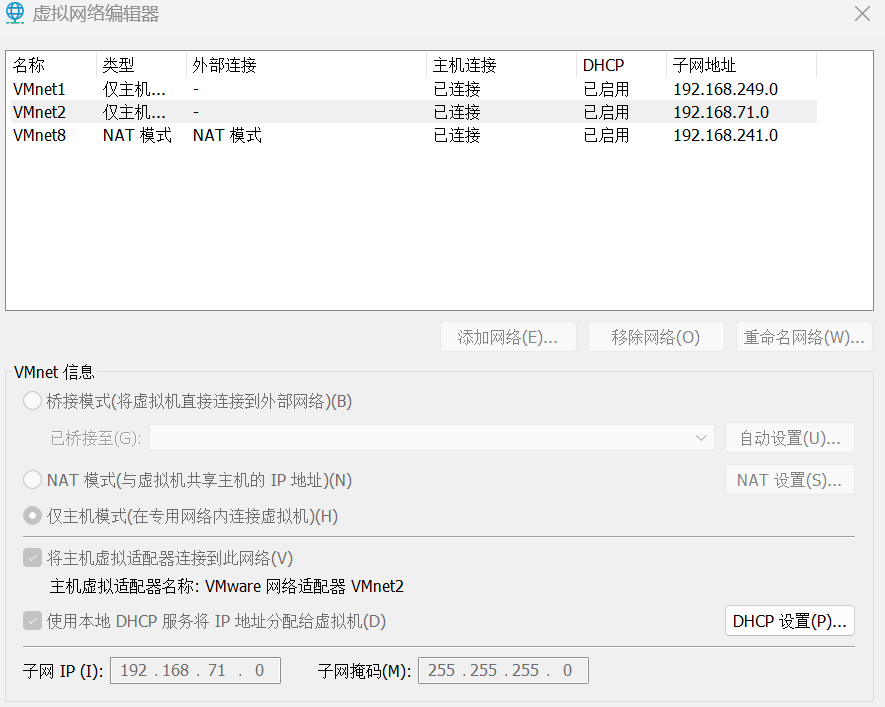 虚拟网络编辑器
名称 类型 外部连接 主机连接 DHCP 子网地址
VMnet1 仅主机... - 已连接 已启用 192.168.249.0
VMnet2 仅主机... - 已连接 已启用 192.168.71.0
VMnet8 NAT 模式 NAT 模式 已连接 已启用 192.168.241.0
添加网络(E)... 移除网络(O) 重命名网络(W)...
VMnet 信息
桥接模式(将虚拟机直接连接到外部网络)(B)
已桥接至(G): 自动设置(U)...
NAT 模式(与虚拟机共享主机的 IP 地址)(N) NAT 设置(S)...
仅主机模式(在专用网络内连接虚拟机)(H)
将主机虚拟适配器连接到此网络(V)
主机虚拟适配器名称: VMware 网络适配器 VMnet2
使用本地 DHCP 服务将 IP 地址分配给虚拟机(D) DHCP 设置(P)...
子网 IP (I): 192 . 168 . 71 . 0 子网掩码(M): 255 . 255 . 255 . 0